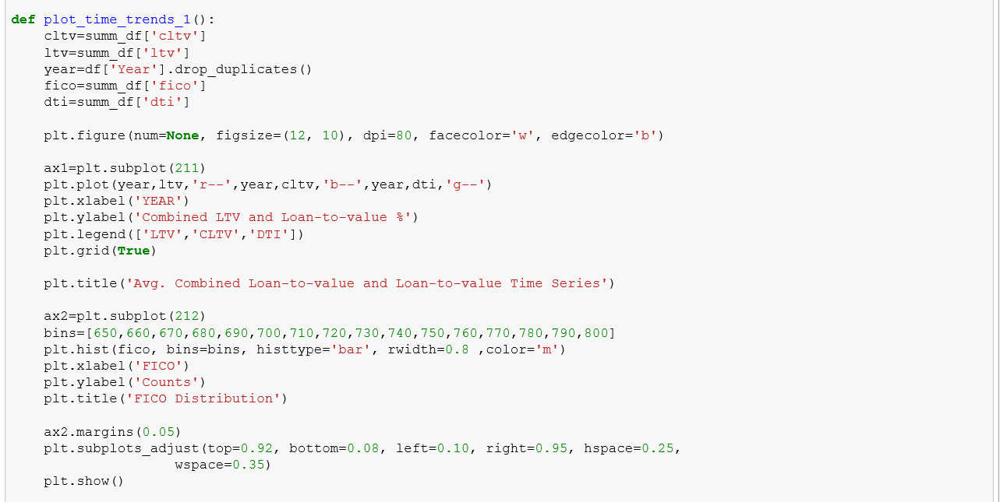 def plot_time_trends_1():
    cltv=summ_df['cltv']
    ltv=summ_df['ltv']
    year=df['Year'].drop_duplicates()
    fico=summ_df['fico']
    dti=summ_df['dti']

    plt.figure(num=None, figsize=(12, 10), dpi=80, facecolor='w', edgecolor='b')

    ax1=plt.subplot(211)
    plt.plot(year,ltv,'r--',year,cltv,'b--',year,dti,'g--')
    plt.xlabel('YEAR')
    plt.ylabel('Combined LTV and Loan-to-value %')
    plt.legend(['LTV','CLTV','DTI'])
    plt.grid(True)

    plt.title('Avg. Combined Loan-to-value and Loan-to-value Time Series')

    ax2=plt.subplot(212)
    bins=[650,660,670,680,690,700,710,720,730,740,750,760,770,780,790,800]
    plt.hist(fico, bins=bins, histtype='bar', rwidth=0.8 ,color='m')
    plt.xlabel('FICO')
    plt.ylabel('Counts')
    plt.title('FICO Distribution')

    ax2.margins(0.05)
    plt.subplots_adjust(top=0.92, bottom=0.08, left=0.10, right=0.95, hspace=0.25,
                    wspace=0.35)
    plt.show()